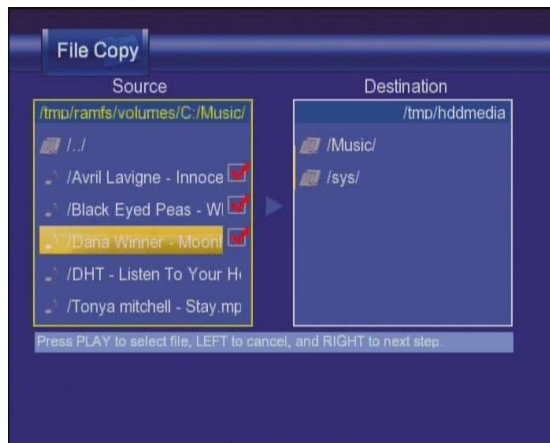 File Copy
Source
/tmp/ramfs/volumes/C:/Music/
/../
/Avril Lavigne - Innoce
/Black Eyed Peas - Wl
/Dana Winner - Moonl
/DHT - Listen To Your He
/Tonya mitchell - Stay.mp
Destination
/tmp/hddmedia
/Music/
/sys/
Press PLAY to select file, LEFT to cancel, and RIGHT to next step.